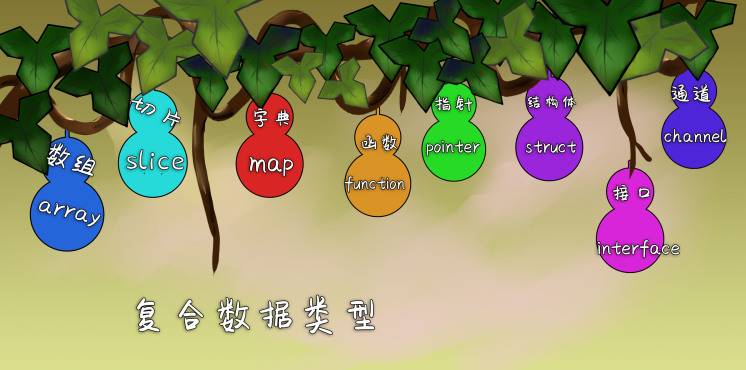 数组
array
切片
slice
字典
map
函数
function
指针
pointer
结构体
struct
接口
interface
通道
channel
复合数据类型